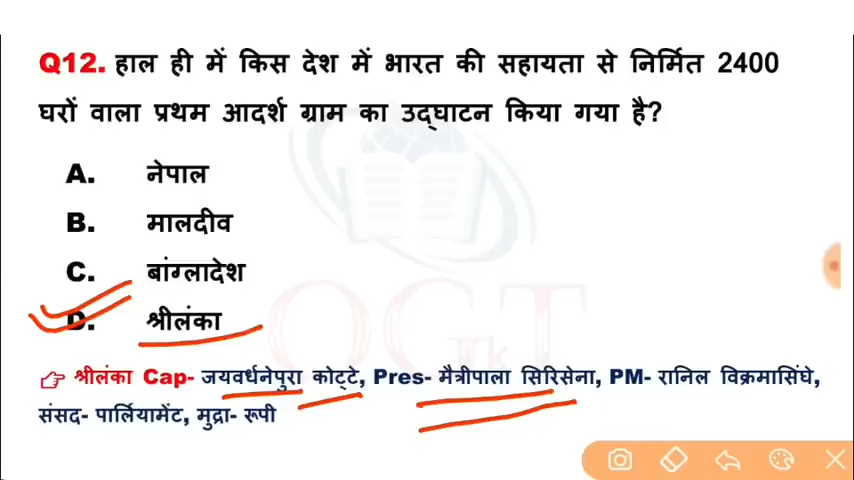 Q12. हाल ही में किस देश में भारत की सहायता से निर्मित 2400
घरों वाला प्रथम आदर्श ग्राम का उद्घाटन किया गया है?
A. नेपाल
B. मालदीव
C. बांग्लादेश
D. श्रीलंका
श्रीलंका Cap- जयवर्धनेपुरा कोट्टे, Pres- मैत्रीपाला सिरिसेना, PM- रानिल विक्रमासिंघे,
संसद- पार्लियामेंट, मुद्रा- रूपी
OGT